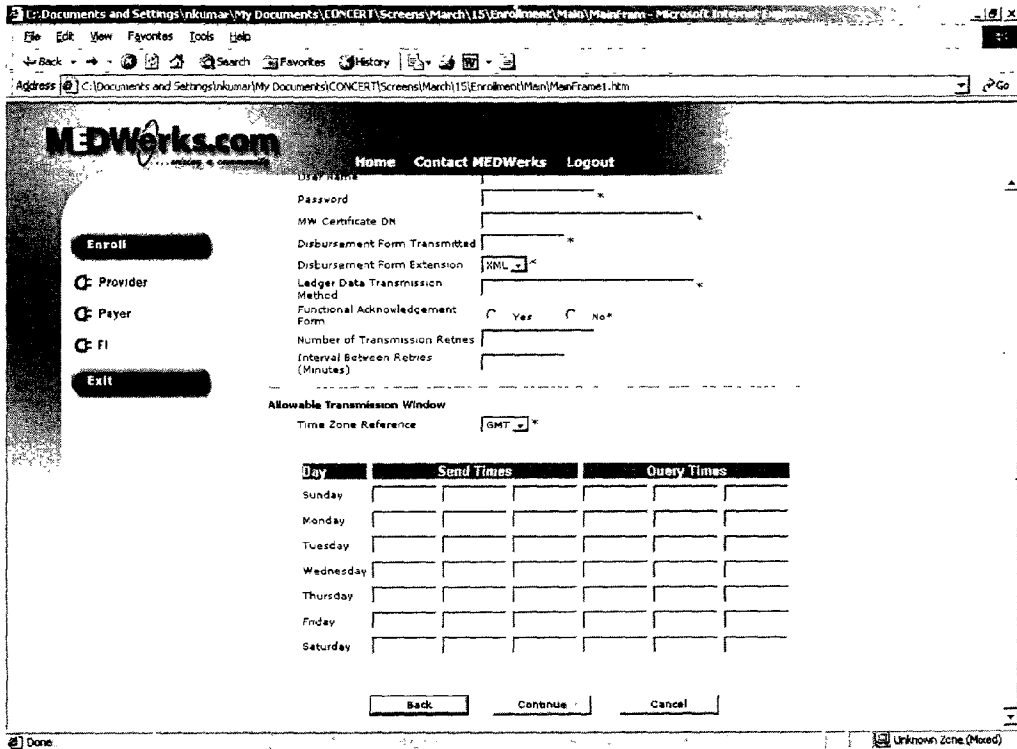 C:\Documents and Settings\nkumar\My Documents\CONCERT\Screens\March\15\Enrollment\Main\MainFram - Microsoft Internet
File Edit View Favorites Tools Help
Back Search Favorites History
Address C:\Documents and Settings\nkumar\My Documents\CONCERT\Screens\March\15\Enrollment\Main\MainFrame1.htm Go
MEDWerks.com
Home Contact MEDWerks Logout
User Name
Password *
MW Certificate DN *
Enroll
Disbursement Form Transmitted *
Disbursement Form Extension XML *
Provider
Ledger Data Transmission Method *
Payer
Functional Acknowledgement Form Yes No*
FI
Number of Transmission Retries
Interval Between Retries (Minutes)
Exit
Allowable Transmission Window
Time Zone Reference GMT *
Day Send Times Query Times
Sunday
Monday
Tuesday
Wednesday
Thursday
Friday
Saturday
Back Continue Cancel
Done Unknown Zone (Mixed)